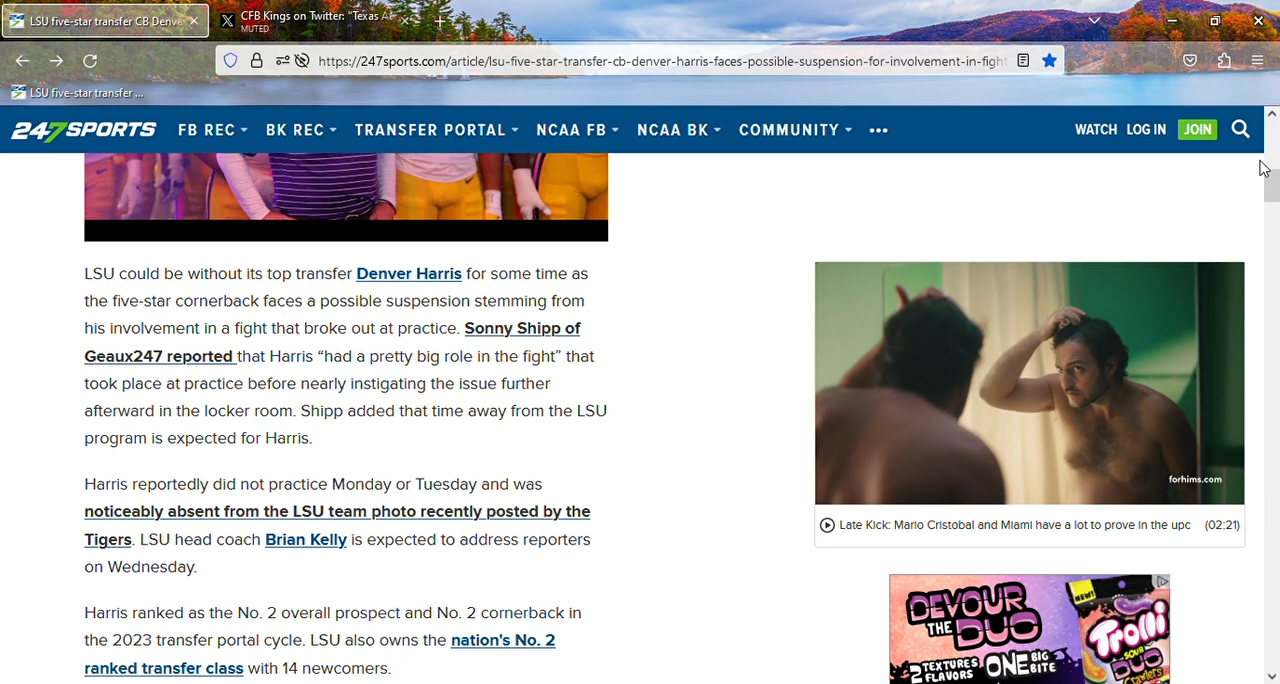 LSU five-star transfer CB Denve
CFB Kings on Twitter: "Texas A&
MUTED
https://247sports.com/article/lsu-five-star-transfer-cb-denver-harris-faces-possible-suspension-for-involvement-in-fight
LSU five-star transfer ...
247SPORTS FB REC BK REC TRANSFER PORTAL NCAA FB NCAA BK COMMUNITY ••• WATCH LOG IN JOIN
LSU could be without its top transfer Denver Harris for some time as
the five-star cornerback faces a possible suspension stemming from
his involvement in a fight that broke out at practice. Sonny Shipp of
Geaux247 reported that Harris “had a pretty big role in the fight” that
took place at practice before nearly instigating the issue further
afterward in the locker room. Shipp added that time away from the LSU
program is expected for Harris.
Harris reportedly did not practice Monday or Tuesday and was
noticeably absent from the LSU team photo recently posted by the
Tigers. LSU head coach Brian Kelly is expected to address reporters
on Wednesday.
Harris ranked as the No. 2 overall prospect and No. 2 cornerback in
the 2023 transfer portal cycle. LSU also owns the nation's No. 2
ranked transfer class with 14 newcomers.
forhims.com
Late Kick: Mario Cristobal and Miami have a lot to prove in the upc (02:21)
DEVOUR
THE DUO
2 TEXTURES FLAVORS ONE BIG BITE
NEW!
Trolli
SOUR
DUO
Crawlers